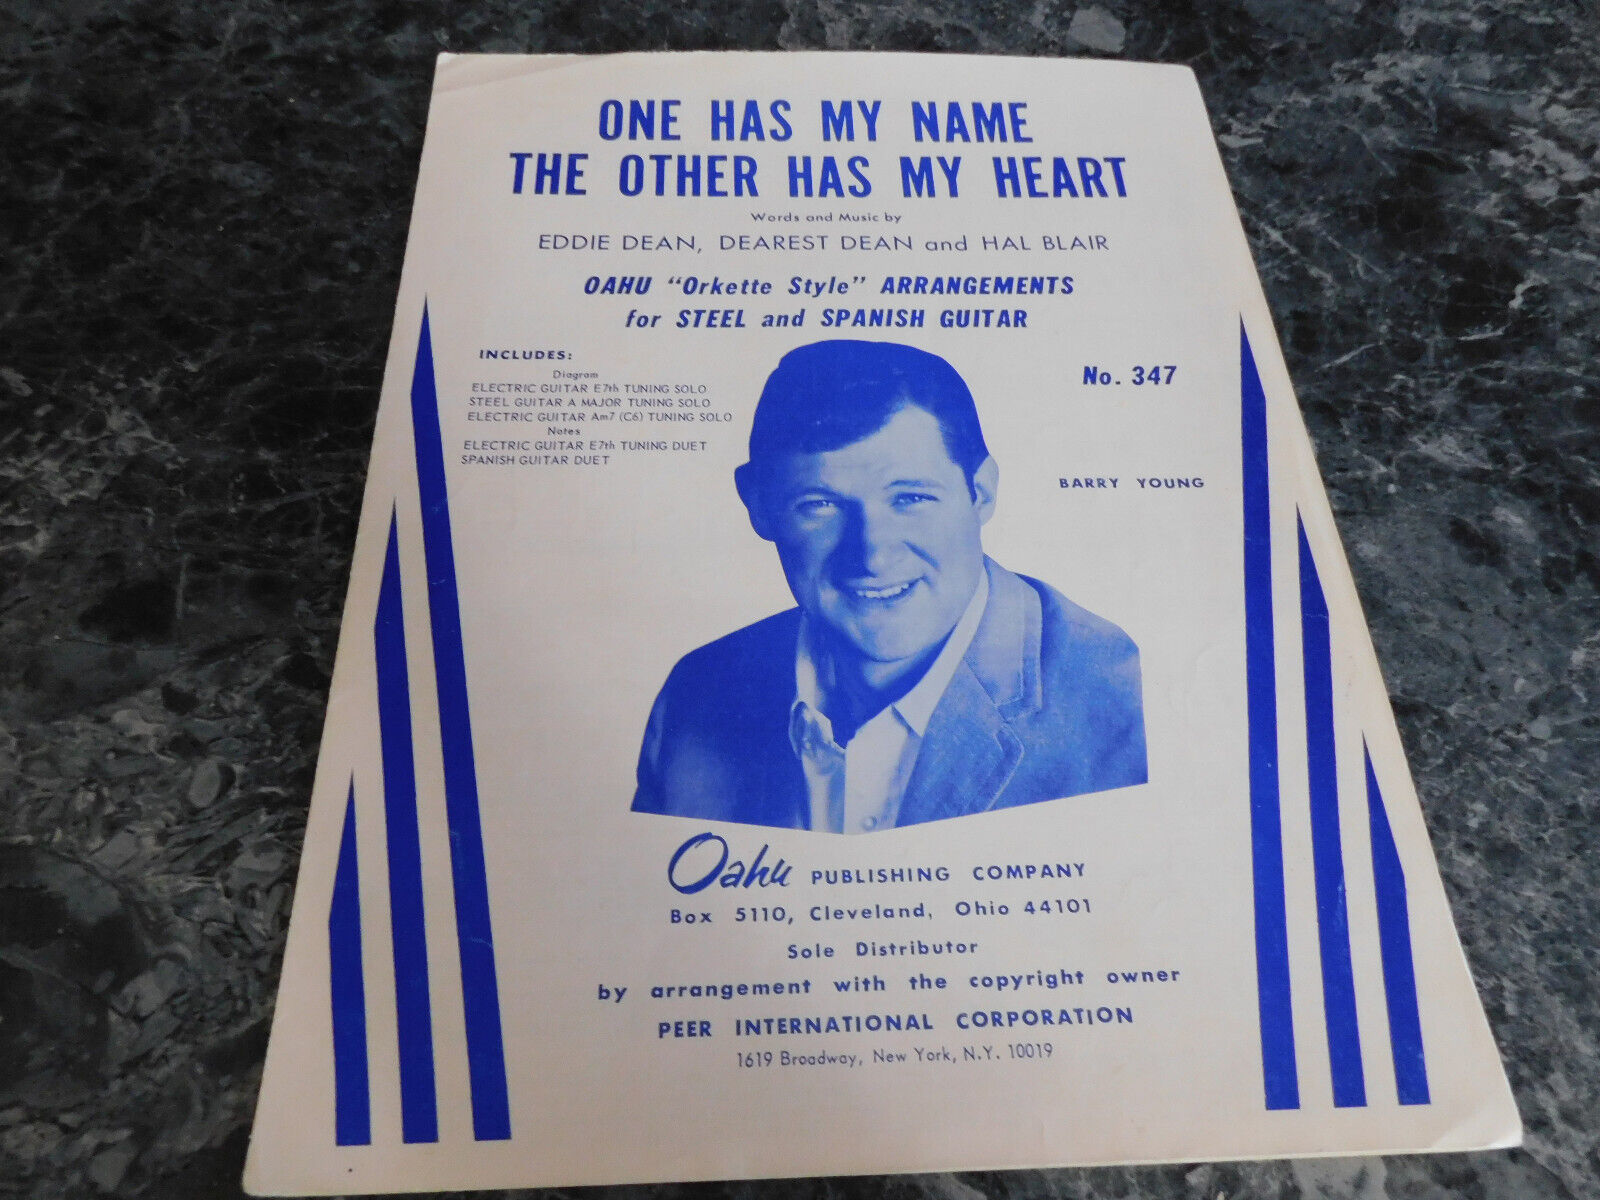 ONE HAS MY NAME
THE OTHER HAS MY HEART
Words and Music by
EDDIE DEAN, DEAREST DEAN and HAL BLAIR
OAHU "Orkette Style" ARRANGEMENTS
for STEEL and SPANISH GUITAR
INCLUDES:
Diagram
ELECTRIC GUITAR E7th TUNING SOLO
STEEL GUITAR A MAJOR TUNING SOLO
ELECTRIC GUITAR Am7 (C6) TUNING SOLO
Notes
ELECTRIC GUITAR E7th TUNING DUET
SPANISH GUITAR DUET
No. 347
BARRY YOUNG
Oahu PUBLISHING COMPANY
Box 5110, Cleveland, Ohio 44101
Sole Distributor
by arrangement with the copyright owner
PEER INTERNATIONAL CORPORATION
1619 Broadway, New York, N.Y. 10019